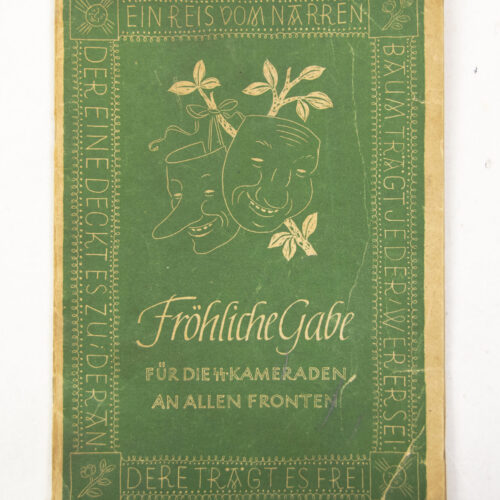 EIN REIS VOM NARREN
BAUM TRÄGT JEDER/WER ER SEI:
DER EINE DECKT ES ZU/DER AN
DERE TRÄGT ES FREI
Fröhliche Gabe
FÜR DIE ᛋᛋ-KAMERADEN
AN ALLEN FRONTEN